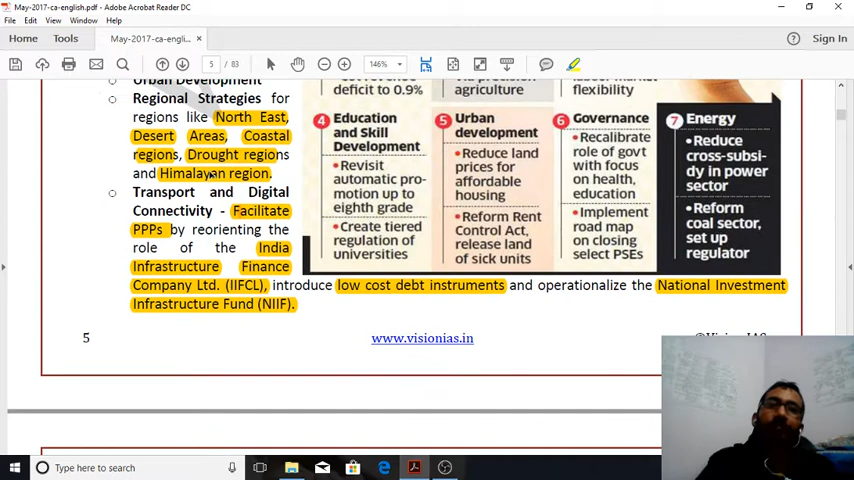 May-2017-ca-english.pdf - Adobe Acrobat Reader DC
File Edit View Window Help
Home Tools May-2017-ca-engli... × Sign In
5 / 83 146%
Urban Development
Regional Strategies for
regions like North East,
Desert Areas, Coastal
regions, Drought regions
and Himalayan region.
Transport and Digital
Connectivity - Facilitate
PPPs by reorienting the
role of the India
Infrastructure Finance
Company Ltd. (IIFCL), introduce low cost debt instruments and operationalize the National Investment
Infrastructure Fund (NIIF).
deficit to 0.9%
via precision
agriculture
labour market
flexibility
4 Education
and Skill
Development
• Revisit
automatic pro-
motion up to
eighth grade
• Create tiered
regulation of
universities
5 Urban
development
• Reduce land
prices for
affordable
housing
• Reform Rent
Control Act,
release land
of sick units
6 Governance
• Recalibrate
role of govt
with focus
on health,
education
• Implement
road map
on closing
select PSEs
7 Energy
• Reduce
cross-subsi-
dy in power
sector
• Reform
coal sector,
set up
regulator
5 www.visionias.in
Type here to search